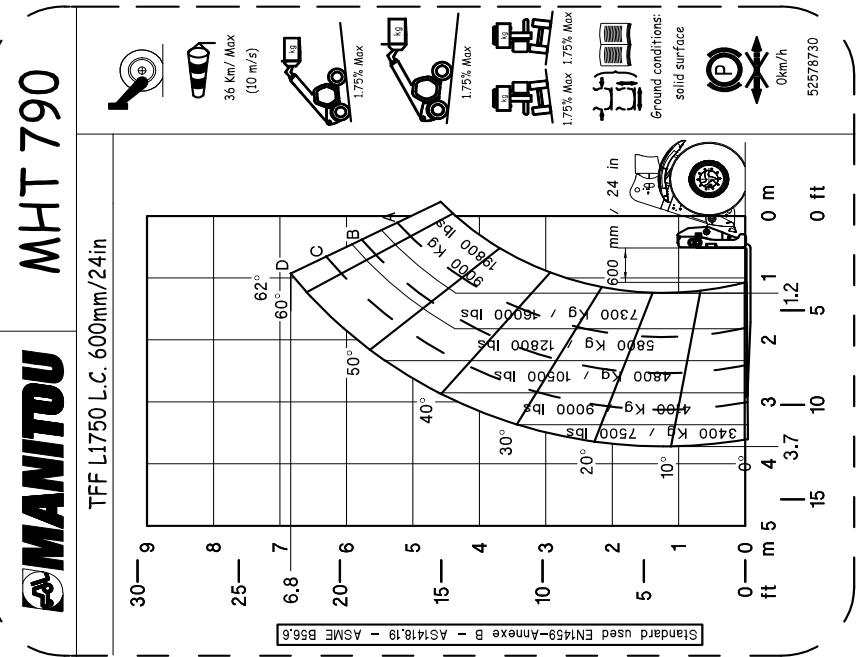 MANITOU
MHT 790
TFF L1750 L.C. 600mm/24in
36 Km/ Max
(10 m/s)
kg
1.75% Max
kg
1.75% Max
kg
kg
1.75% Max 1.75% Max
Ground conditions:
solid surface
P
0km/h
52578730
30
25
20
15
10
5
0
ft
9
8
7
6.8
6
5
4
3
2
1
0
m
62°
60°
50°
40°
30°
20°
10°
0°
D
C
B
A
9000 Kg
19800 lbs
7300 Kg / 16000 lbs
5800 Kg / 12800 lbs
4800 Kg / 10500 lbs
4100 Kg / 9000 lbs
3400 Kg / 7500 lbs
600 mm / 24 in
5
4
3
2
1
0 m
3.7
1.2
15
10
5
0 ft
Standard used EN1459-Annexe B - AS1418.19 - ASME B56.6